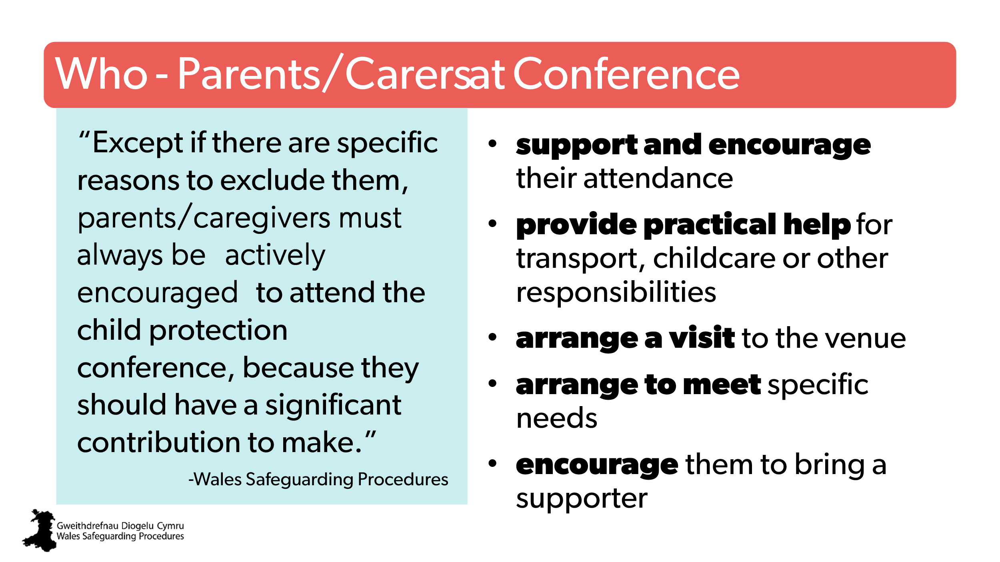 Who - Parents/Carersat Conference
“Except if there are specific
reasons to exclude them,
parents/caregivers must
always be actively
encouraged to attend the
child protection
conference, because they
should have a significant
contribution to make.”
-Wales Safeguarding Procedures
• support and encourage
their attendance
• provide practical help for
transport, childcare or other
responsibilities
• arrange a visit to the venue
• arrange to meet specific
needs
• encourage them to bring a
supporter
Gweithdrefnau Diogelu Cymru
Wales Safeguarding Procedures